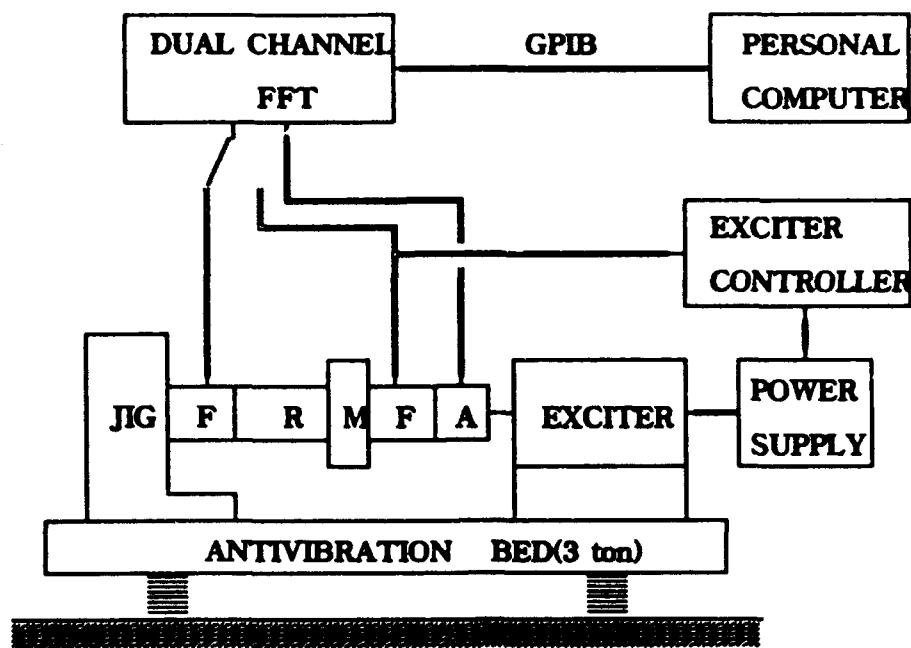 DUAL CHANNEL
FFT
GPIB
PERSONAL
COMPUTER
EXCITER
CONTROLLER
JIG
F
R
M
F
A
EXCITER
POWER
SUPPLY
ANTIVIBRATION BED(3 ton)